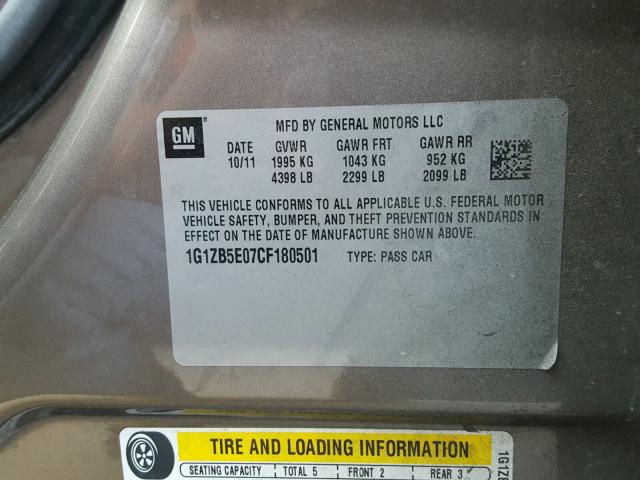 GM
MFD BY GENERAL MOTORS LLC
DATE GVWR GAWR FRT GAWR RR
10/11 1995 KG 1043 KG 952 KG
4398 LB 2299 LB 2099 LB
THIS VEHICLE CONFORMS TO ALL APPLICABLE U.S. FEDERAL MOTOR
VEHICLE SAFETY, BUMPER, AND THEFT PREVENTION STANDARDS IN
EFFECT ON THE DATE OF MANUFACTURE SHOWN ABOVE.
1G1ZB5E07CF180501 TYPE: PASS CAR
TIRE AND LOADING INFORMATION
SEATING CAPACITY TOTAL 5 FRONT 2 REAR 3